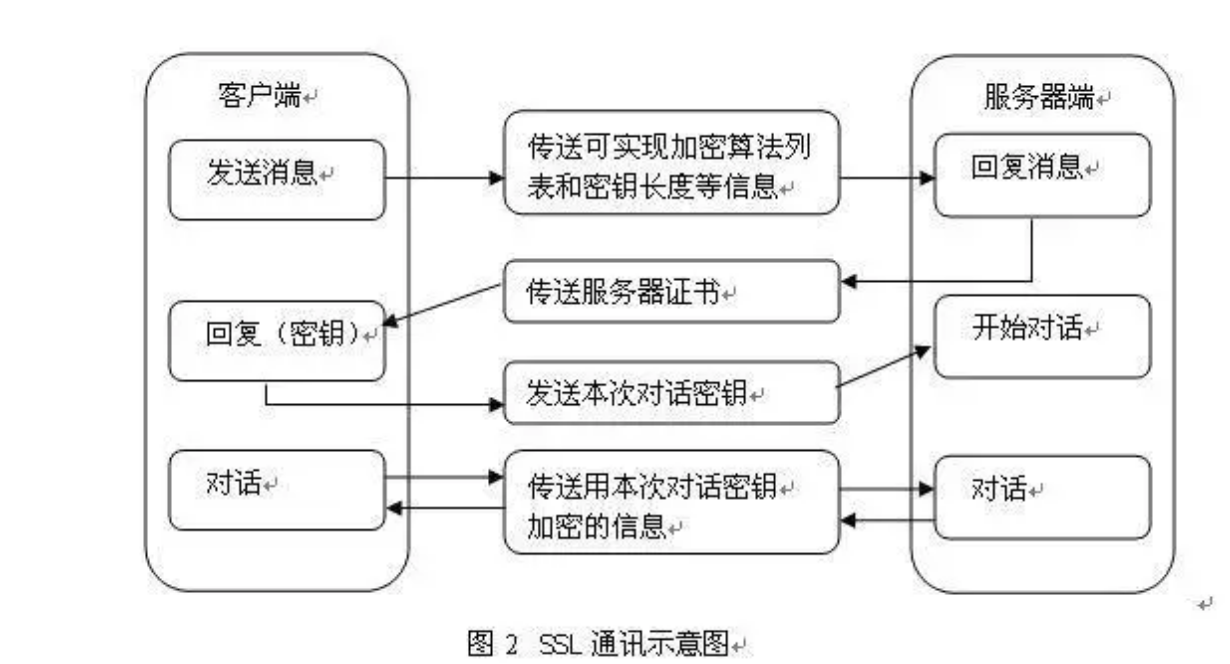 客户端
服务器端
发送消息
传送可实现加密算法列
表和密钥长度等信息
回复消息
传送服务器证书
回复（密钥）
开始对话
发送本次对话密钥
对话
传送用本次对话密钥
加密的信息
对话
图 2 SSL 通讯示意图